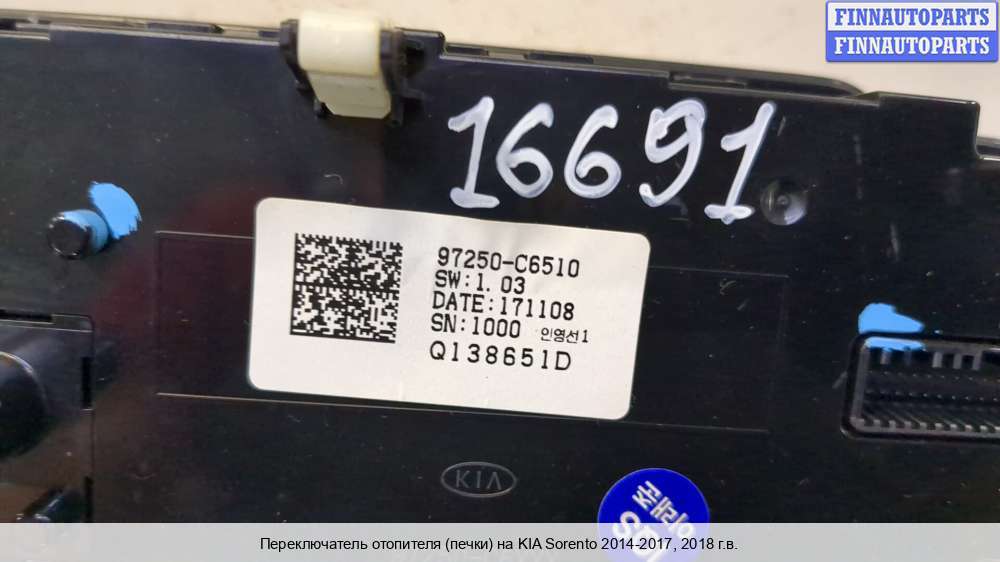 FINNAUTOPARTS
FINNAUTOPARTS
16691
97250-C6510
SW:1.03
DATE:171108
SN:1000 인영선1
Q138651D
KIA
Переключатель отопителя (печки) на KIA Sorento 2014-2017, 2018 г.в.